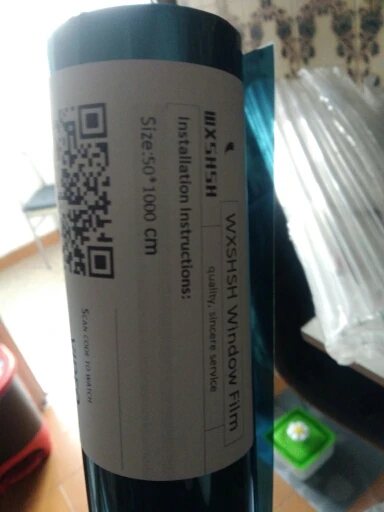 WXSHSH
WXSHSH Window Film
quality, sincere service
Installation Instructions:
Size:50*1000 cm
SCAN CODE TO WATCH